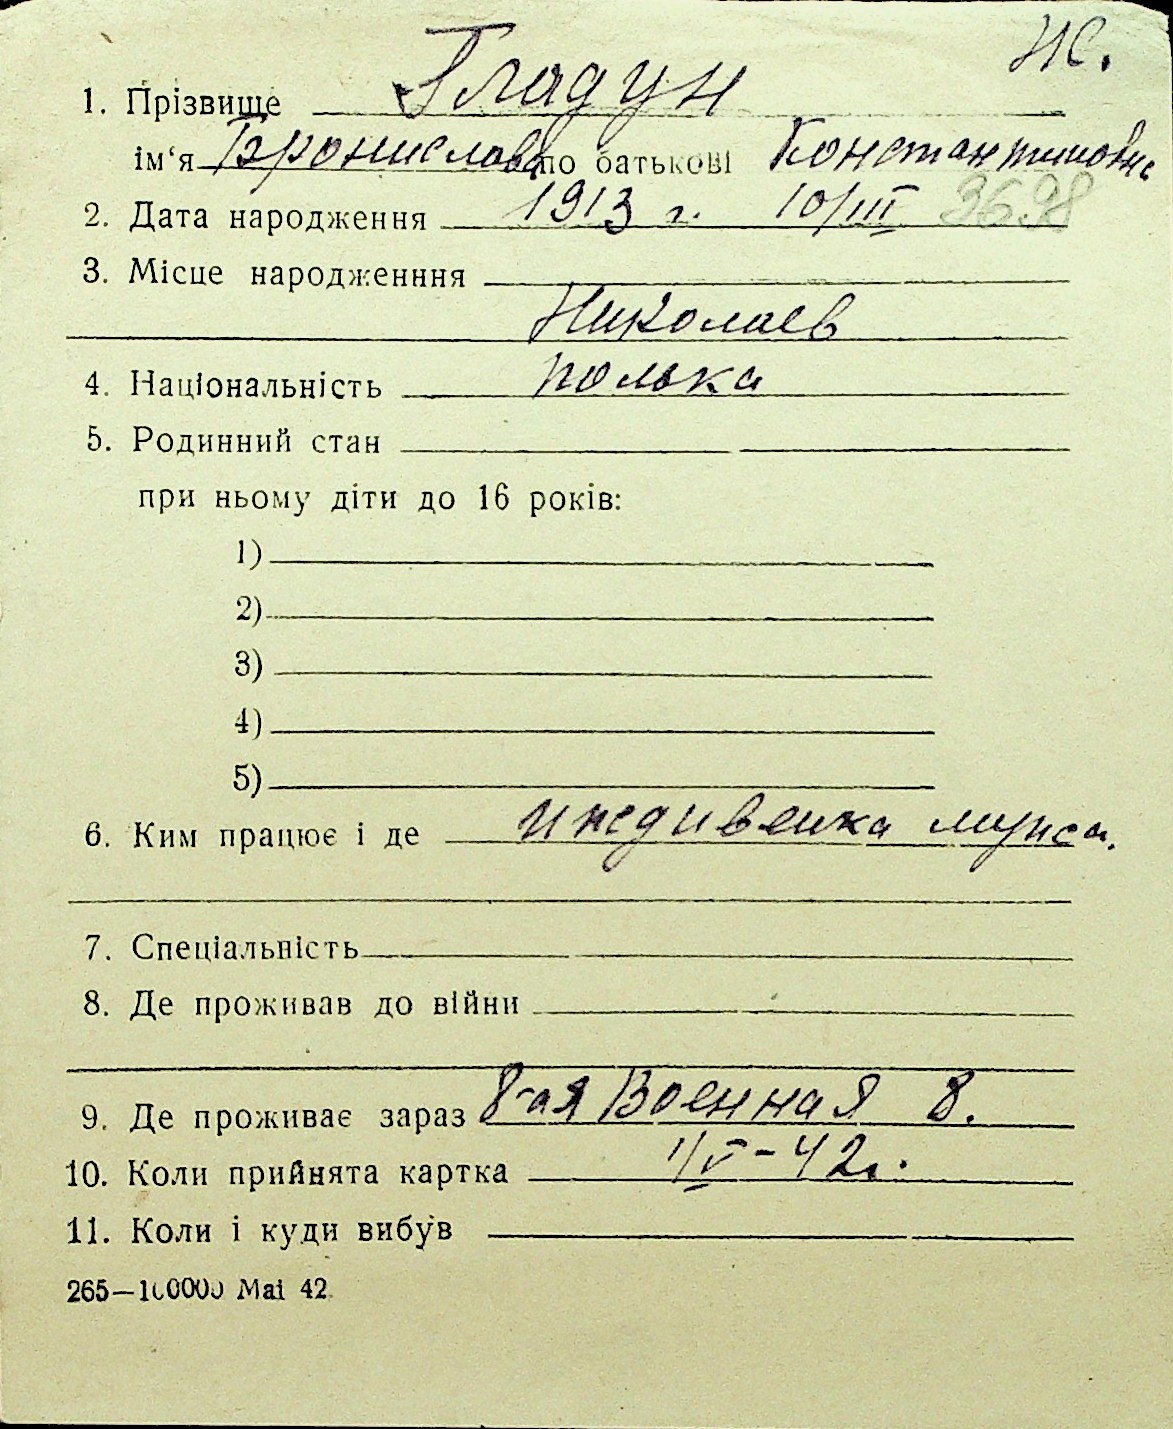 Ж.
1. Прізвище Гладун
ім‘я Бронислава по батькові Константиновна
2. Дата народження 1913 г. 10/III 3698
3. Місце народженння
Николаев
4. Національність полька
5. Родинний стан
при ньому діти до 16 років:
1)
2)
3)
4)
5)
6. Ким працює і де иждивенка мужа.
7. Спеціальність
8. Де проживав до війни
9. Де проживає зараз 8-ая Военная 8.
10. Коли прийнята картка 1/V-42г.
11. Коли і куди вибув
265—100000 Mai 42